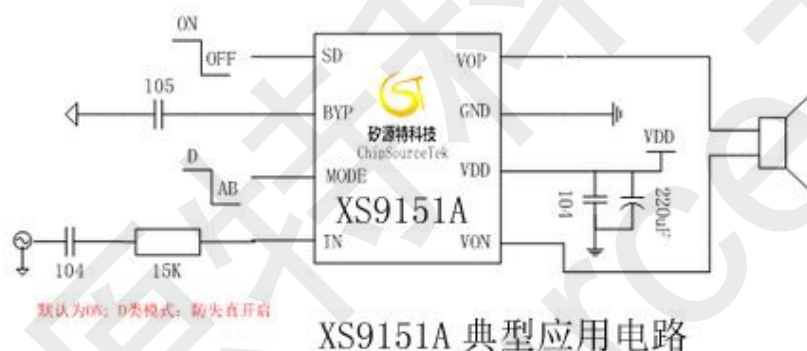 ON
OFF
SD
VOP
105
BYP
GND
矽源特科技
ChipSourceTek
VDD
D
AB
MODE
VDD
XS9151A
104
220uF
IN
VON
104
15K
默认为ON; D类模式: 防失真开启
XS9151A 典型应用电路